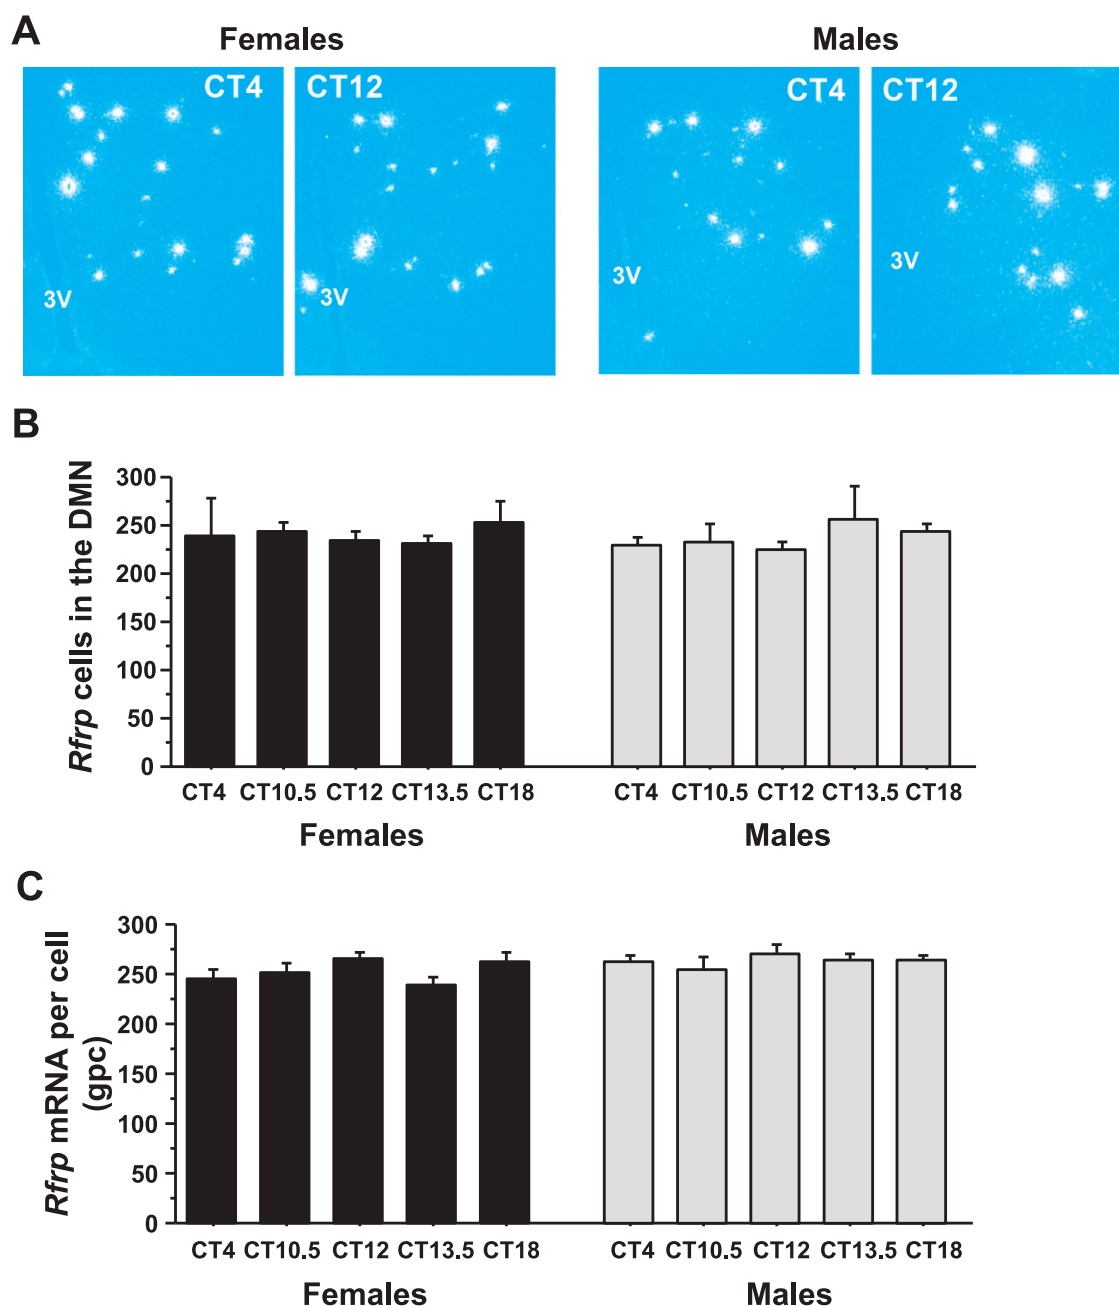 A
Females
Males
CT4
CT12
CT4
CT12
3V
3V
3V
3V
B
Rfrp cells in the DMN
300
250
200
150
100
50
0
CT4 CT10.5 CT12 CT13.5 CT18
CT4 CT10.5 CT12 CT13.5 CT18
Females
Males
C
Rfrp mRNA per cell
(gpc)
300
250
200
150
100
50
0
CT4 CT10.5 CT12 CT13.5 CT18
CT4 CT10.5 CT12 CT13.5 CT18
Females
Males